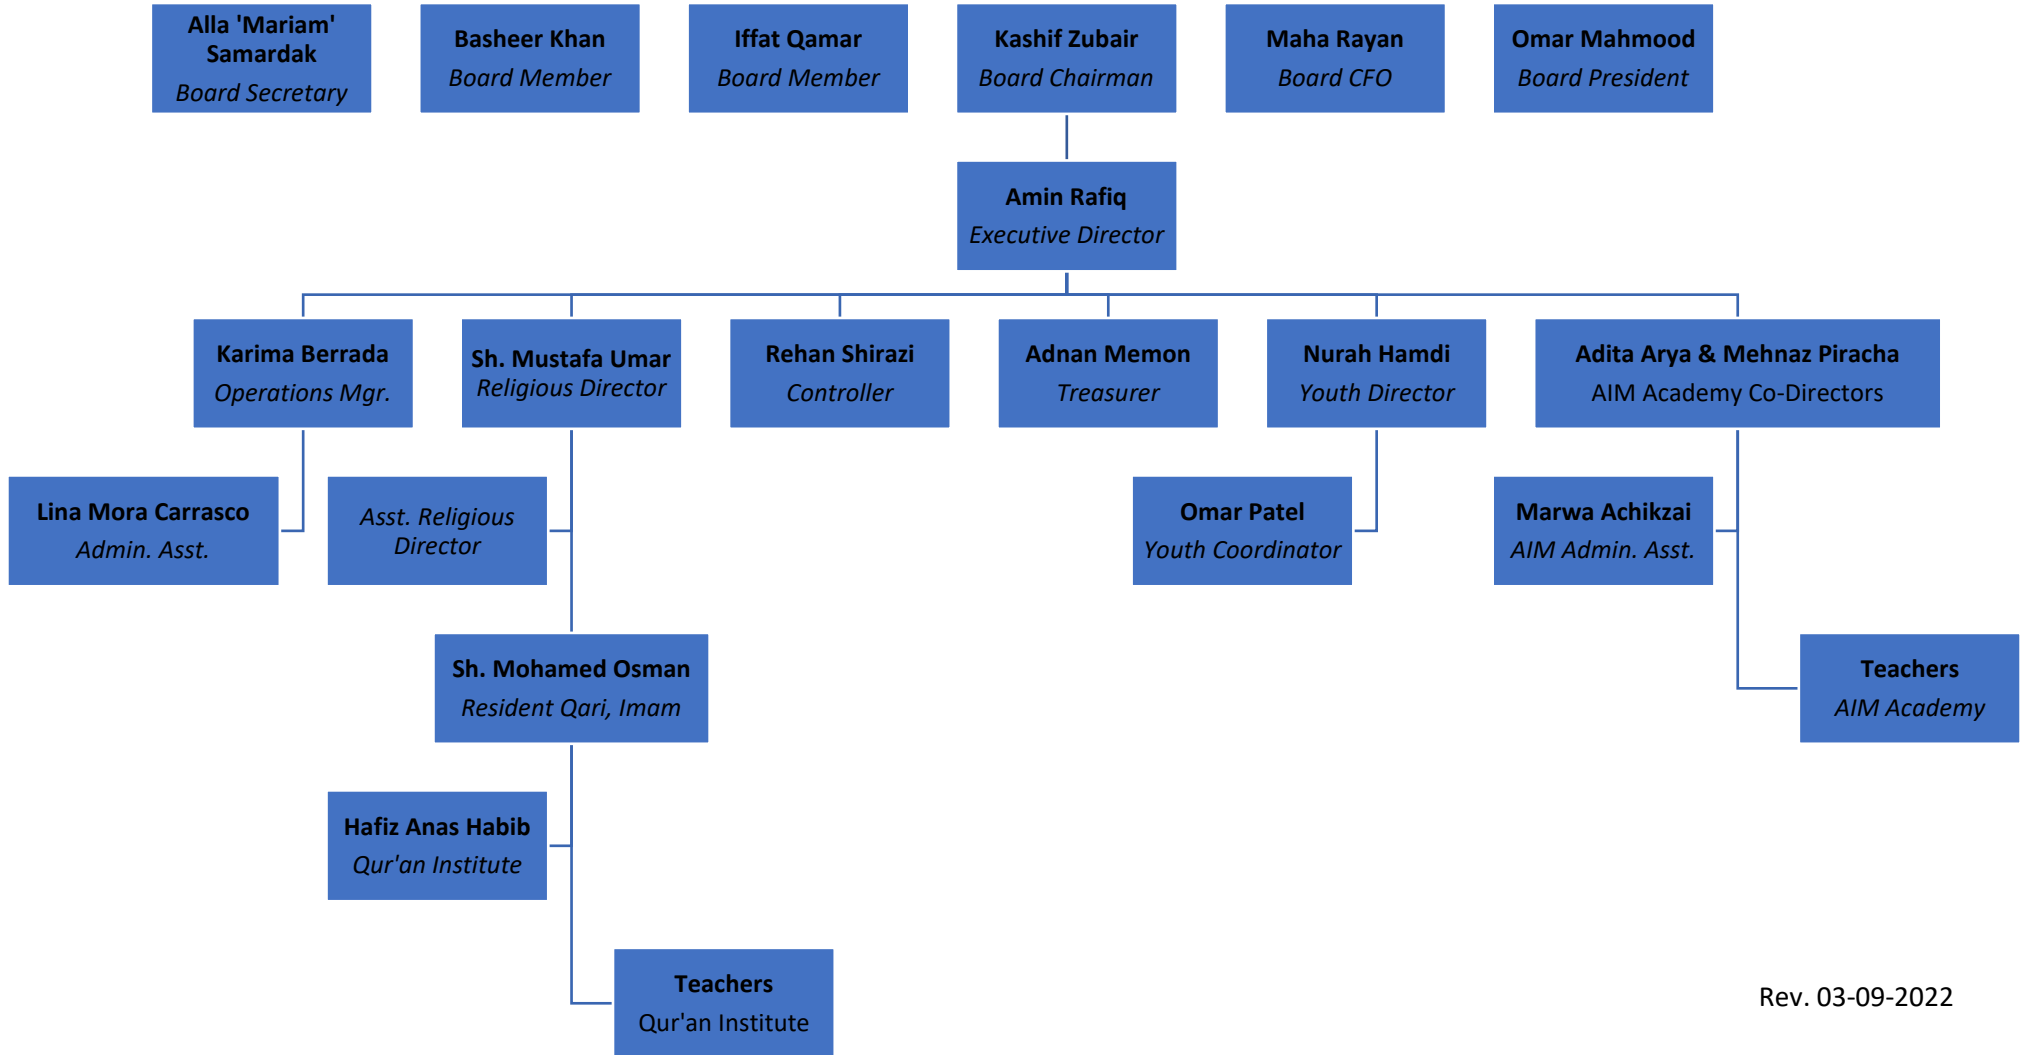 Alla 'Mariam'
Samardak
Board Secretary
Basheer Khan
Board Member
Iffat Qamar
Board Member
Kashif Zubair
Board Chairman
Maha Rayan
Board CFO
Omar Mahmood
Board President
Amin Rafiq
Executive Director
Karima Berrada
Operations Mgr.
Sh. Mustafa Umar
Religious Director
Rehan Shirazi
Controller
Adnan Memon
Treasurer
Nurah Hamdi
Youth Director
Adita Arya & Mehnaz Piracha
AIM Academy Co-Directors
Lina Mora Carrasco
Admin. Asst.
Asst. Religious
Director
Omar Patel
Youth Coordinator
Marwa Achikzai
AIM Admin. Asst.
Sh. Mohamed Osman
Resident Qari, Imam
Teachers
AIM Academy
Hafiz Anas Habib
Qur'an Institute
Teachers
Qur'an Institute
Rev. 03-09-2022